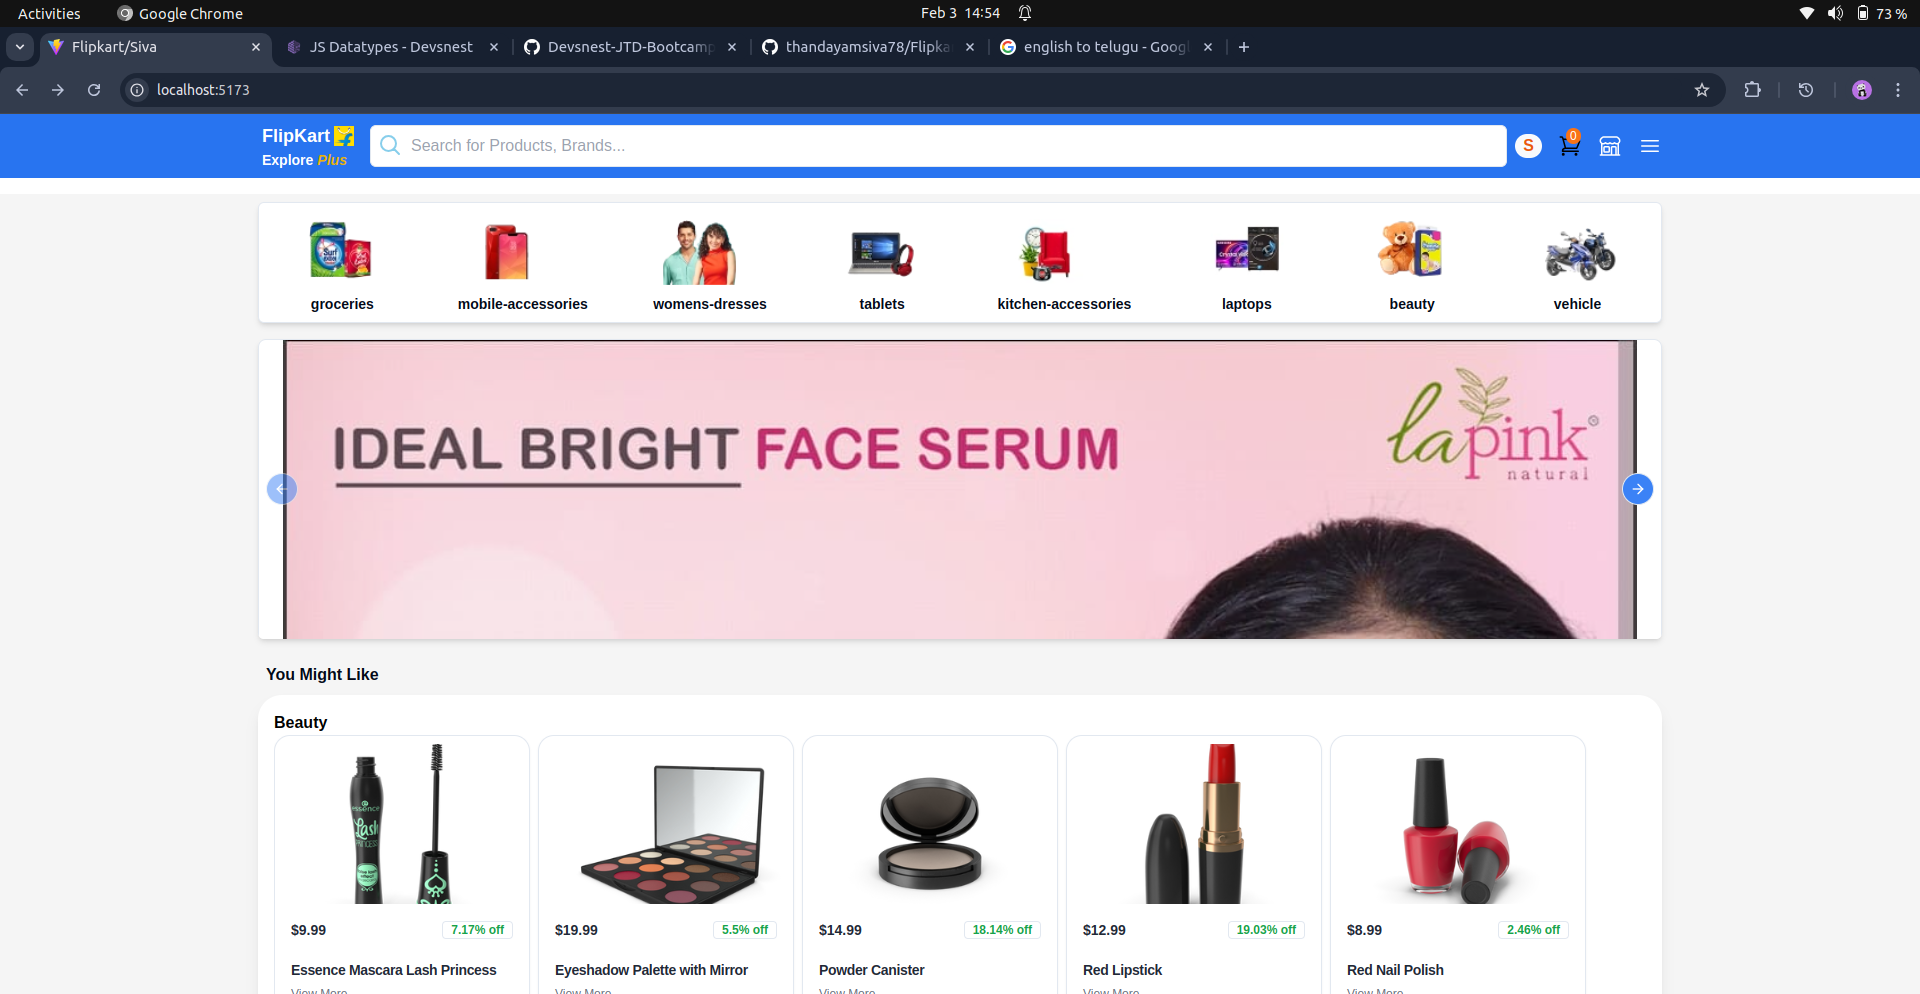 Activities Google Chrome Feb 3 14:54 73 %
Flipkart/Siva JS Datatypes - Devsnest Devsnest-JTD-Bootcamp thandayamsiva78/Flipka english to telugu - Googl
localhost:5173
FlipKart
Explore Plus
Search for Products, Brands...
S
0
groceries mobile-accessories womens-dresses tablets kitchen-accessories laptops beauty vehicle
IDEAL BRIGHT FACE SERUM
la pink
natural
You Might Like
Beauty
essence
Lash
PRINCESS
$9.99 7.17% off $19.99 5.5% off $14.99 18.14% off $12.99 19.03% off $8.99 2.46% off
Essence Mascara Lash Princess Eyeshadow Palette with Mirror Powder Canister Red Lipstick Red Nail Polish
View More View More View More View More View More